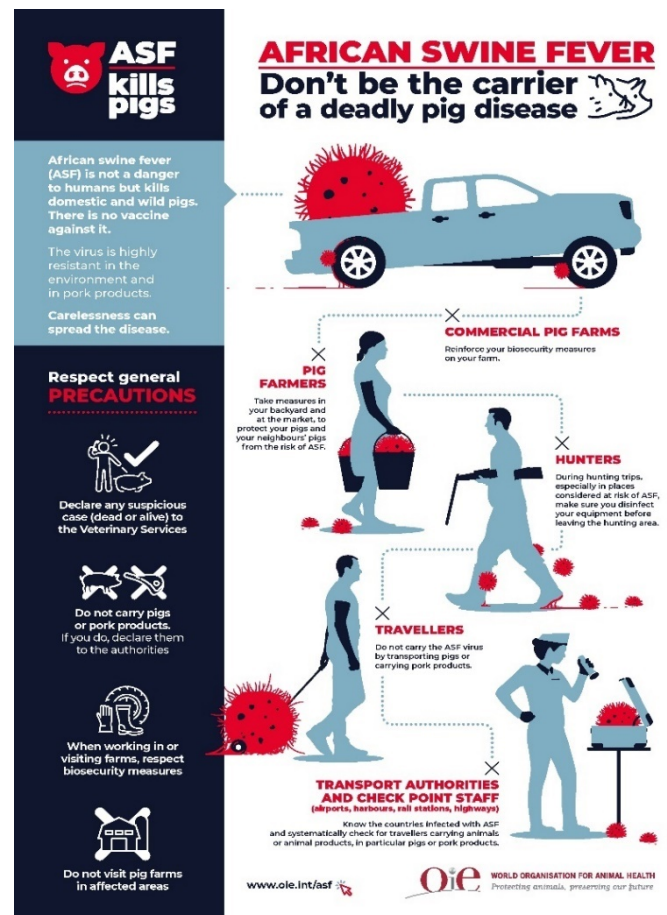 ASF
kills
pigs
AFRICAN SWINE FEVER
Don't be the carrier
of a deadly pig disease
African swine fever
(ASF) is not a danger
to humans but kills
domestic and wild pigs.
There is no vaccine
against it.
The virus is highly
resistant in the
environment and
in pork products.
Carelessness can
spread the disease.
Respect general
PRECAUTIONS
Declare any suspicious
case (dead or alive) to
the Veterinary Services
Do not carry pigs
or pork products.
If you do, declare them
to the authorities
When working in or
visiting farms, respect
biosecurity measures
Do not visit pig farms
in affected areas
COMMERCIAL PIG FARMS
Reinforce your biosecurity measures
on your farm.
PIG
FARMERS
Take measures in
your backyard and
at the market, to
protect your pigs and
your neighbours' pigs
from the risk of ASF.
HUNTERS
During hunting trips,
especially in places
considered at risk of ASF,
make sure you disinfect
your equipment before
leaving the hunting area.
TRAVELLERS
Do not carry the ASF virus
by transporting pigs or
carrying pork products.
TRANSPORT AUTHORITIES
AND CHECK POINT STAFF
(airports, harbours, rail stations, highways)
Know the countries infected with ASF
and systematically check for travellers carrying animals
or animal products, in particular pigs or pork products.
www.oie.int/asf
Oie
WORLD ORGANISATION FOR ANIMAL HEALTH
Protecting animals, preserving our future